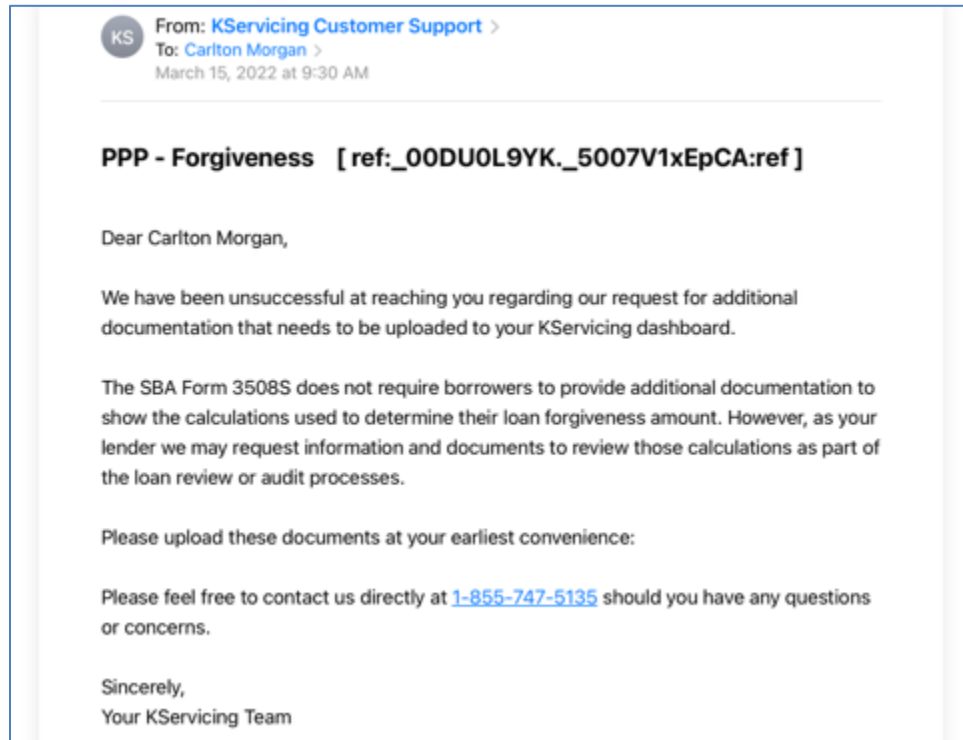 KS
From: KServicing Customer Support >
To: Carlton Morgan >
March 15, 2022 at 9:30 AM
PPP - Forgiveness [ ref:_00DU0L9YK._5007V1xEpCA:ref ]
Dear Carlton Morgan,
We have been unsuccessful at reaching you regarding our request for additional
documentation that needs to be uploaded to your KServicing dashboard.
The SBA Form 3508S does not require borrowers to provide additional documentation to
show the calculations used to determine their loan forgiveness amount. However, as your
lender we may request information and documents to review those calculations as part of
the loan review or audit processes.
Please upload these documents at your earliest convenience:
Please feel free to contact us directly at 1-855-747-5135 should you have any questions
or concerns.
Sincerely,
Your KServicing Team